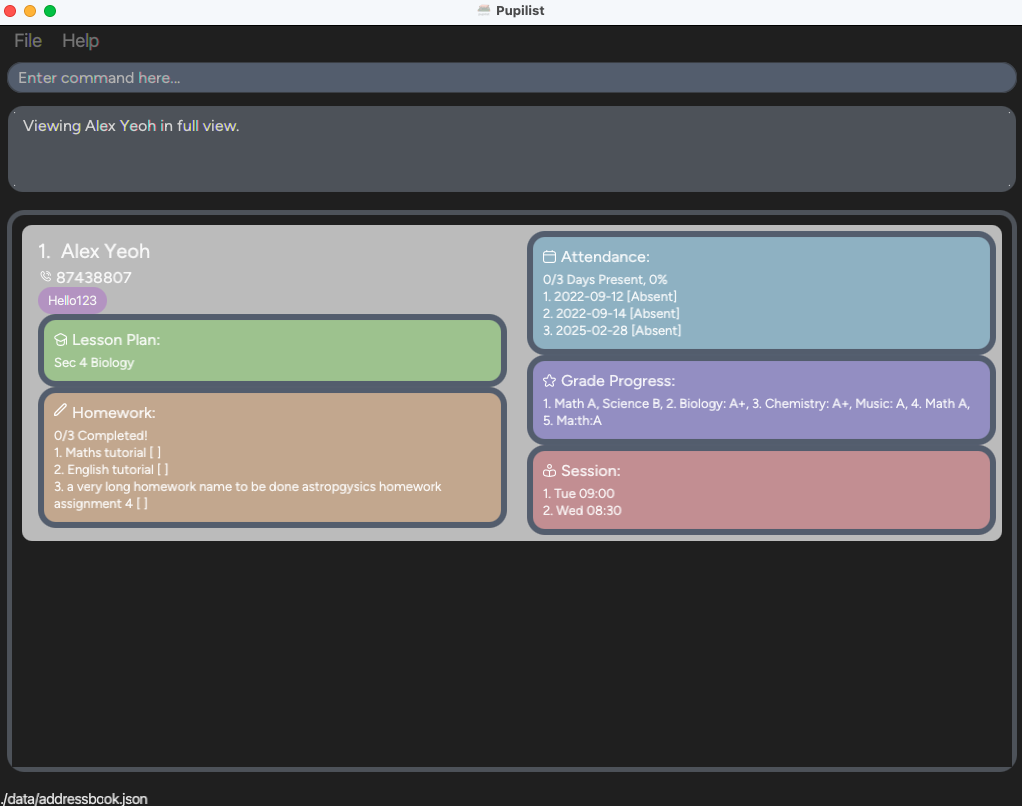 Pupilist
File Help
Enter command here...
Viewing Alex Yeoh in full view.
1. Alex Yeoh
87438807
Hello123
Lesson Plan:
Sec 4 Biology
Homework:
0/3 Completed!
1. Maths tutorial [ ]
2. English tutorial [ ]
3. a very long homework name to be done astropgysics homework
assignment 4 [ ]
Attendance:
0/3 Days Present, 0%
1. 2022-09-12 [Absent]
2. 2022-09-14 [Absent]
3. 2025-02-28 [Absent]
Grade Progress:
1. Math A, Science B, 2. Biology: A+, 3. Chemistry: A+, Music: A, 4. Math A,
5. Ma:th:A
Session:
1. Tue 09:00
2. Wed 08:30
./data/addressbook.json